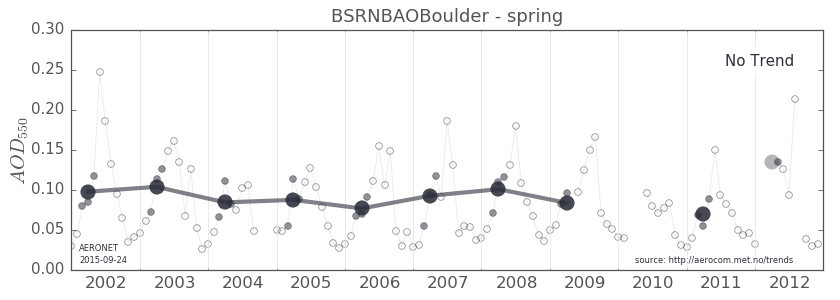 BSRNBAOBoulder - spring
No Trend
AOD550
0.30
0.25
0.20
0.15
0.10
0.05
0.00
AERONET
2015-09-24
source: http://aerocom.met.no/trends
2002 2003 2004 2005 2006 2007 2008 2009 2010 2011 2012